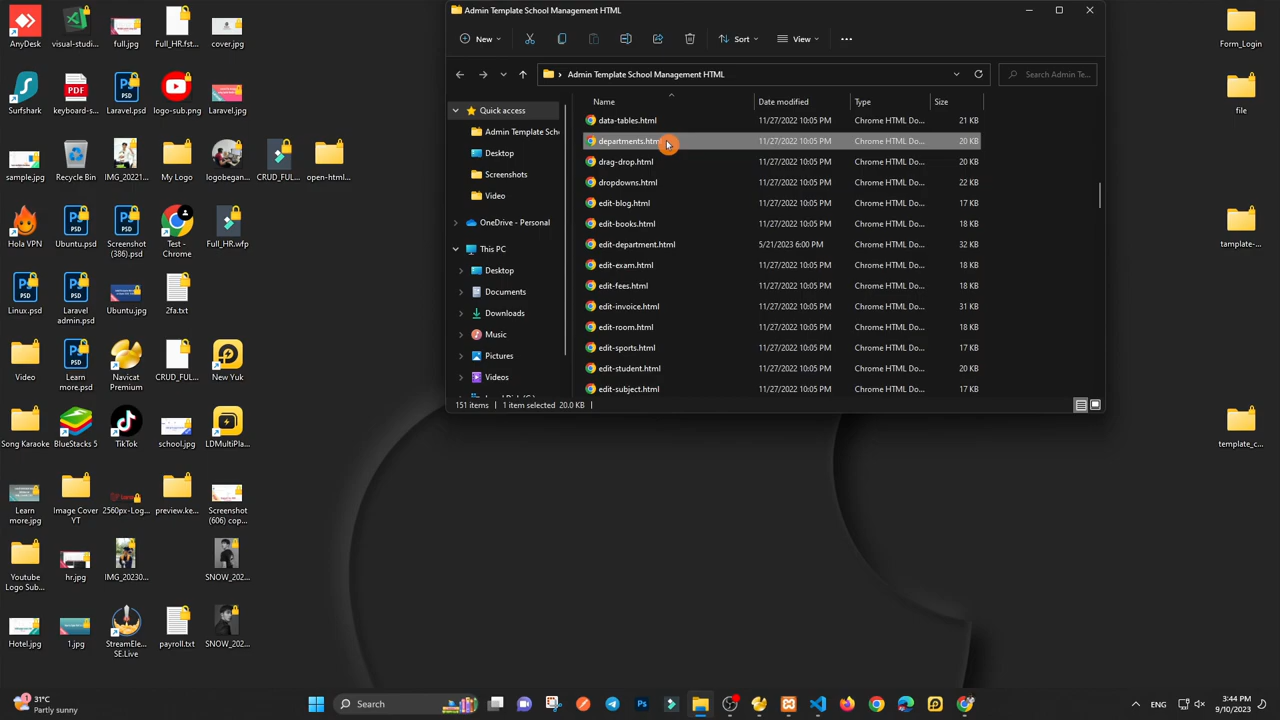 Admin Template School Management HTML
New
Sort
View
Admin Template School Management HTML
Search Admin Te...
Quick access
Admin Template Sch
Desktop
Screenshots
Video
OneDrive - Personal
This PC
Desktop
Documents
Downloads
Music
Pictures
Videos
Name Date modified Type Size
data-tables.html 11/27/2022 10:05 PM Chrome HTML Do... 21 KB
departments.html 11/27/2022 10:05 PM Chrome HTML Do... 20 KB
drag-drop.html 11/27/2022 10:05 PM Chrome HTML Do... 20 KB
dropdowns.html 11/27/2022 10:05 PM Chrome HTML Do... 22 KB
edit-blog.html 11/27/2022 10:05 PM Chrome HTML Do... 17 KB
edit-books.html 11/27/2022 10:05 PM Chrome HTML Do... 18 KB
edit-department.html 5/21/2023 6:00 PM Chrome HTML Do... 32 KB
edit-exam.html 11/27/2022 10:05 PM Chrome HTML Do... 18 KB
edit-fees.html 11/27/2022 10:05 PM Chrome HTML Do... 18 KB
edit-invoice.html 11/27/2022 10:05 PM Chrome HTML Do... 31 KB
edit-room.html 11/27/2022 10:05 PM Chrome HTML Do... 18 KB
edit-sports.html 11/27/2022 10:05 PM Chrome HTML Do... 17 KB
edit-student.html 11/27/2022 10:05 PM Chrome HTML Do... 20 KB
edit-subject.html 11/27/2022 10:05 PM Chrome HTML Do... 17 KB
151 items 1 item selected 20.0 KB
AnyDesk
visual-studi...
full.jpg
Full_HR.fst...
cover.jpg
Surfshark
keyboard-s...
Laravel.psd
logo-sub.png
Laravel.jpg
sample.jpg
Recycle Bin
IMG_20221...
My Logo
logobegan...
CRUD_FUL...
open-html...
Hola VPN
Ubuntu.psd
Screenshot
(386).psd
Test -
Chrome
Full_HR.wfp
Linux.psd
Laravel
admin.psd
Ubuntu.jpg
2fa.txt
Video
Learn
more.psd
Navicat
Premium
CRUD_FUL...
New Yuk
Song Karaoke
BlueStacks 5
TikTok
school.jpg
LDMultiPla...
Learn
more.jpg
Image Cover
YT
2560px-Log...
preview.ke...
Screenshot
(606) cop...
Youtube
Logo Sub...
hr.jpg
IMG_20230...
SNOW_202...
Hotel.jpg
1.jpg
StreamEle...
SE.Live
payroll.txt
SNOW_202...
Form_Login
file
tamplate-...
template_c...
31°C
Partly sunny
Search
ENG
3:44 PM
9/10/2023